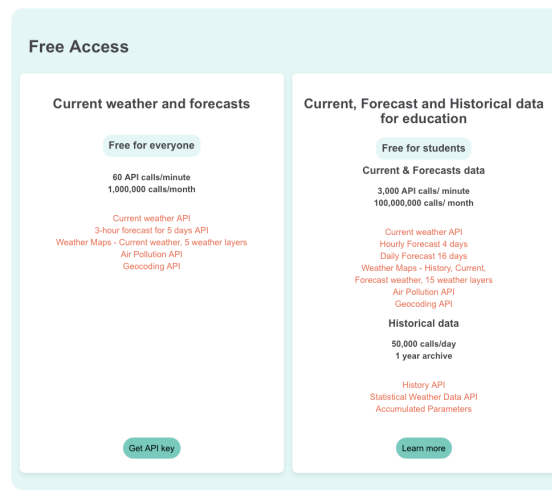 Free Access
Current weather and forecasts
Free for everyone
60 API calls/minute
1,000,000 calls/month
Current weather API
3-hour forecast for 5 days API
Weather Maps - Current weather, 5 weather layers
Air Pollution API
Geocoding API
Get API key
Current, Forecast and Historical data
for education
Free for students
Current & Forecasts data
3,000 API calls/ minute
100,000,000 calls/ month
Current weather API
Hourly Forecast 4 days
Daily Forecast 16 days
Weather Maps - History, Current,
Forecast weather, 15 weather layers
Air Pollution API
Geocoding API
Historical data
50,000 calls/day
1 year archive
History API
Statistical Weather Data API
Accumulated Parameters
Learn more